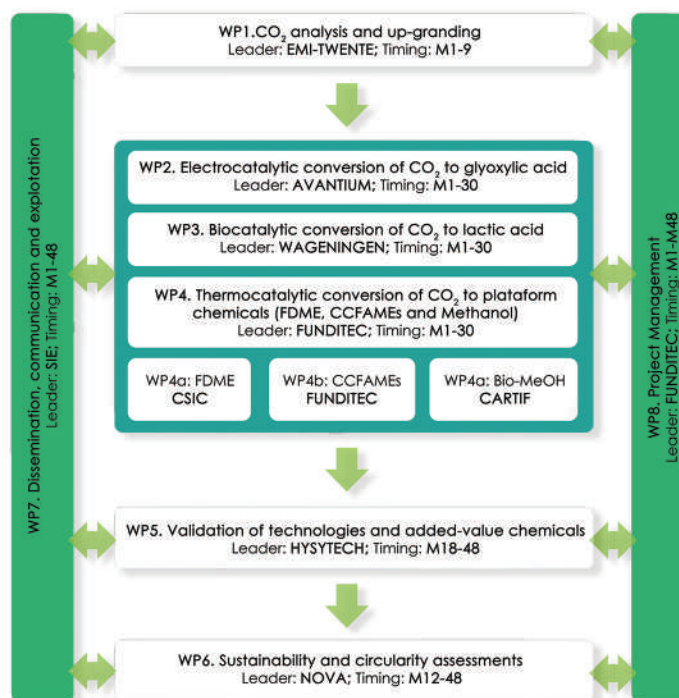 WP1.CO₂ analysis and up-granding
Leader: EMI-TWENTE; Timing: M1-9
WP7. Dissemination, communication and explotation
Leader: SIE; Timing: M1-48
WP2. Electrocatalytic conversion of CO₂ to glyoxylic acid
Leader: AVANTIUM; Timing: M1-30
WP3. Biocatalytic conversion of CO₂ to lactic acid
Leader: WAGENINGEN; Timing: M1-30
WP4. Thermocatalytic conversion of CO₂ to plataform
chemicals (FDME, CCFAMEs and Methanol)
Leader: FUNDITEC; Timing: M1-30
WP4a: FDME
CSIC
WP4b: CCFAMEs
FUNDITEC
WP4a: Bio-MeOH
CARTIF
WP8. Project Management
Leader: FUNDITEC; Timing: M1-M48
WP5. Validation of technologies and added-value chemicals
Leader: HYSYTECH; Timing: M18-48
WP6. Sustainability and circularity assessments
Leader: NOVA; Timing: M12-48